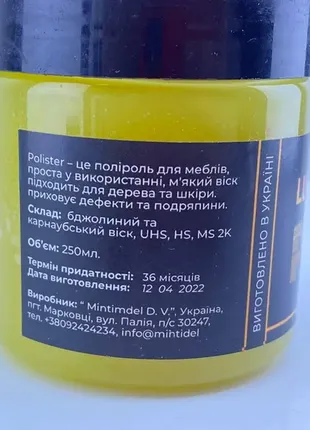 Polister – це поліроль для меблів,
проста у використанні, м'який віск
підходить для дерева та шкіри.
приховує дефекти та подряпини.
Склад: бджолиний та
карнаубський віск, UHS, HS, MS 2K
Об'єм: 250мл.
Термін придатності: 36 місяців
Дата виготовлення: 12 04 2022
Виробник: " Mintimdel D. V.", Україна,
пгт, Марковці, вул. Палія, п/с 30247,
тел., +38092424234, info@mihtidel
ВИГОТОВЛЕНО В УКРАЇНІ